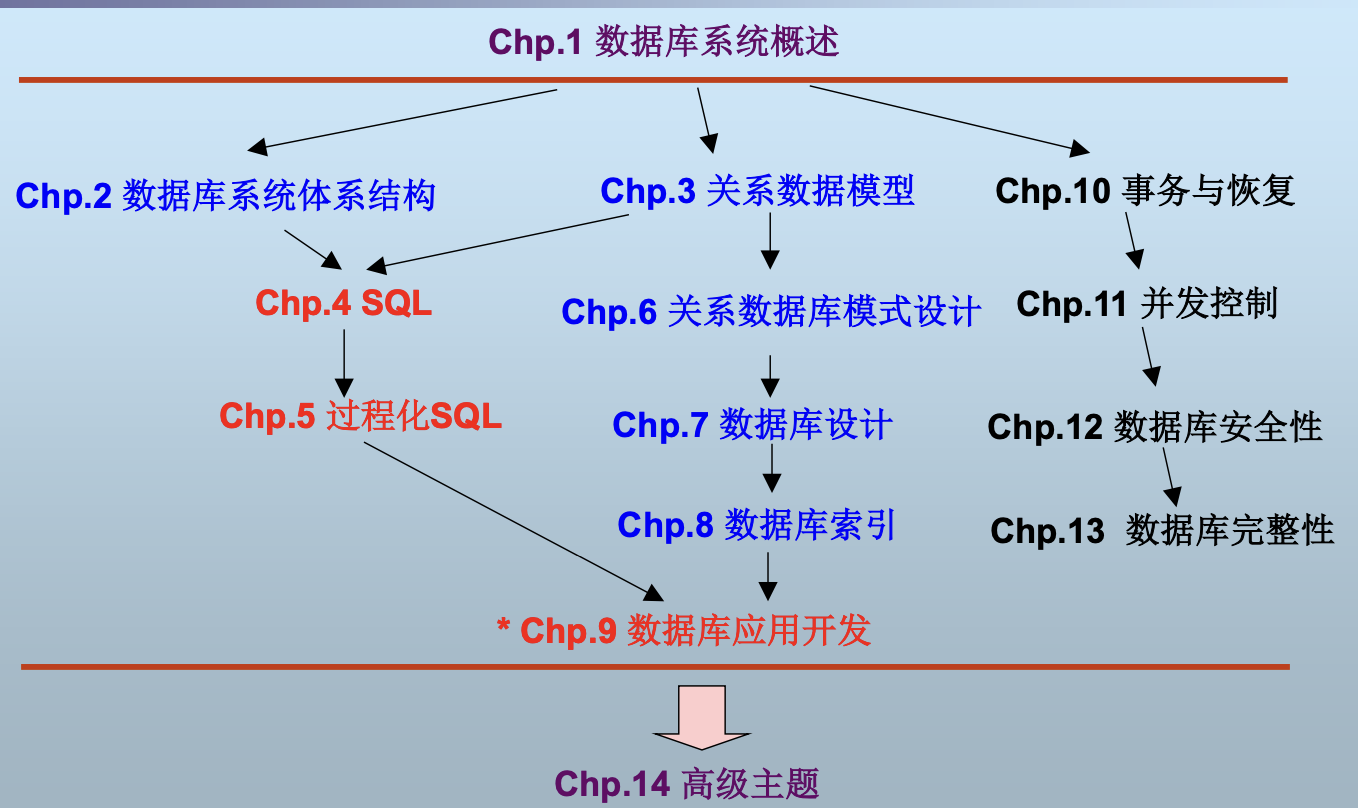 Chp.1 数据库系统概述
Chp.2 数据库系统体系结构
Chp.3 关系数据模型
Chp.10 事务与恢复
Chp.4 SQL
Chp.6 关系数据库模式设计
Chp.11 并发控制
Chp.5 过程化SQL
Chp.7 数据库设计
Chp.12 数据库安全性
Chp.8 数据库索引
Chp.13 数据库完整性
* Chp.9 数据库应用开发
Chp.14 高级主题